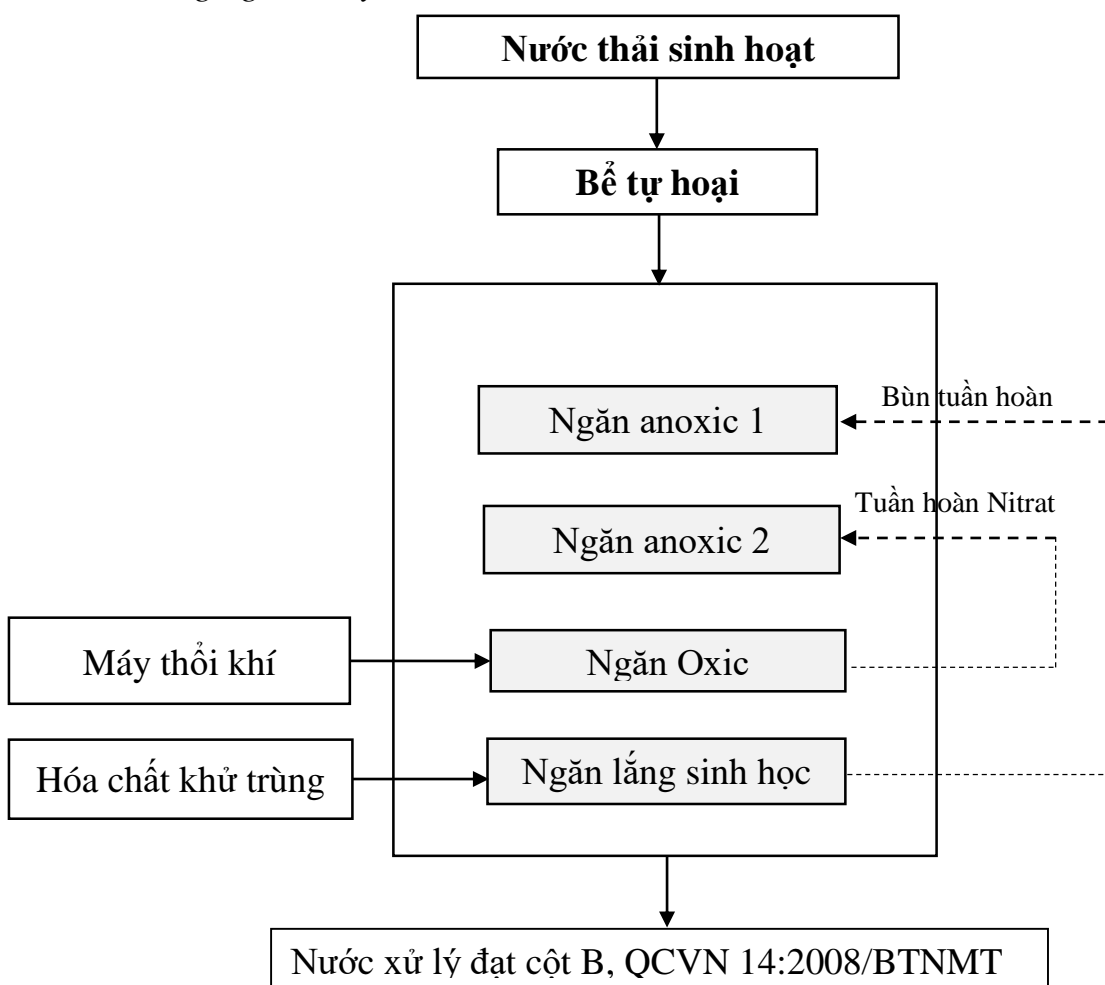 Nước thải sinh hoạt
Bể tự hoại
Ngăn anoxic 1
Bùn tuần hoàn
Ngăn anoxic 2
Tuần hoàn Nitrat
Máy thổi khí
Ngăn Oxic
Hóa chất khử trùng
Ngăn lắng sinh học
Nước xử lý đạt cột B, QCVN 14:2008/BTNMT